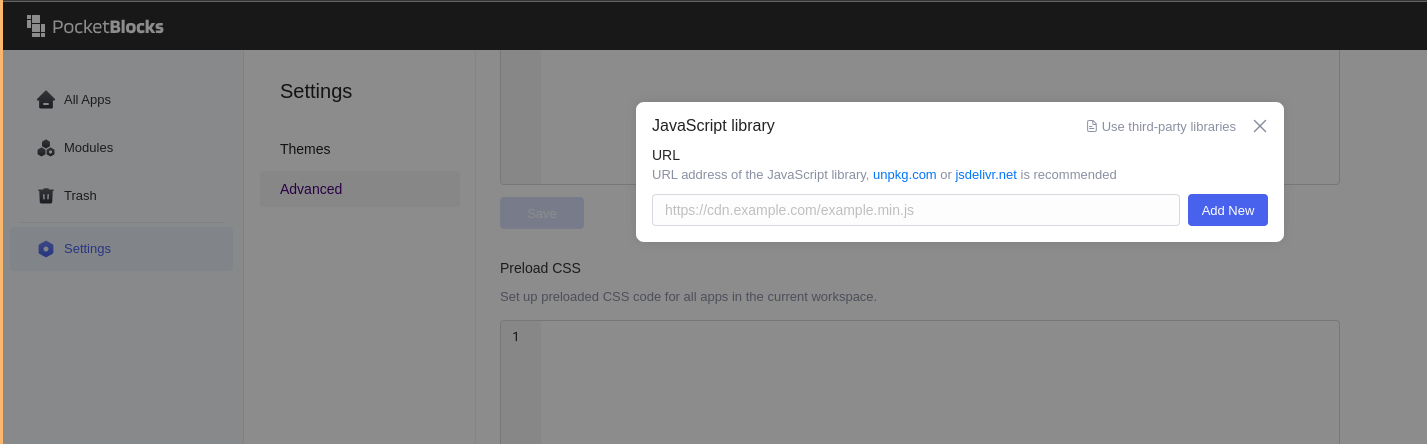 PocketBlocks
All Apps
Modules
Trash
Settings
Settings
Themes
Advanced
Save
Preload CSS
Set up preloaded CSS code for all apps in the current workspace.
1
JavaScript library
Use third-party libraries
URL
URL address of the JavaScript library, unpkg.com or jsdelivr.net is recommended
https://cdn.example.com/example.min.js
Add New